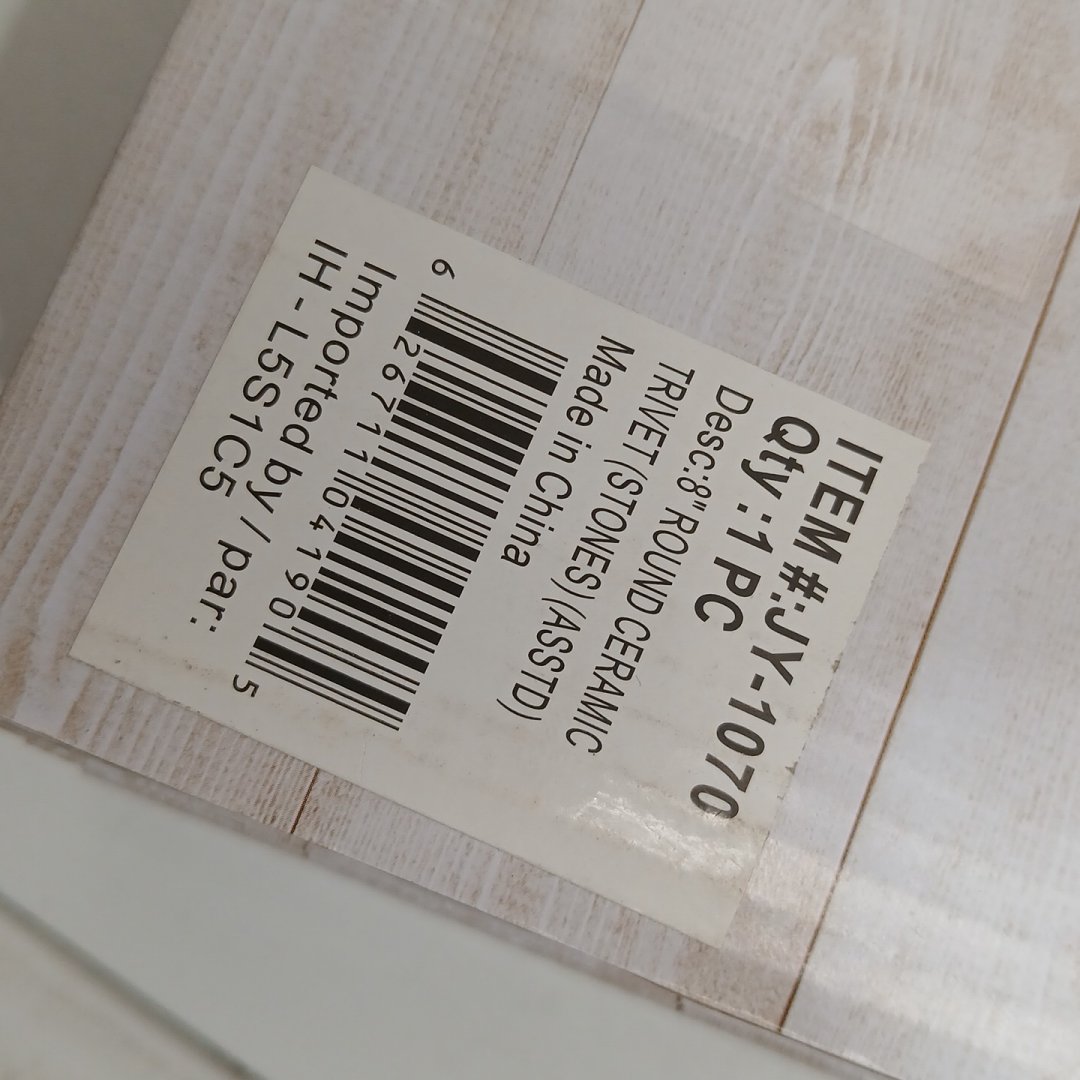 ITEM #:JY-1070
Qty :1 PC
Desc:8" ROUND CERAMIC
TRIVET (STONES) (ASSTD)
Made in China
6 26711 04190 5
Imported by / par:
IH - L5S1C5